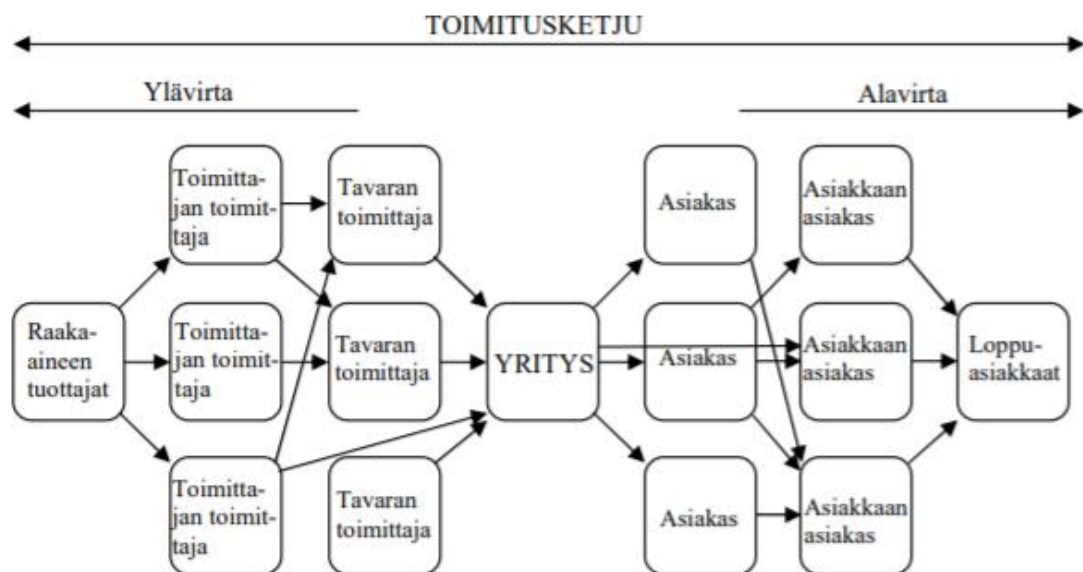 TOIMITUSKETJU
Ylävirta
Alavirta
Raaka-
aineen
tuottajat
Toimitta-
jan toimit-
taja
Toimitta-
jan toimit-
taja
Toimitta-
jan toimit-
taja
Tavaran
toimittaja
Tavaran
toimittaja
Tavaran
toimittaja
YRITYS
Asiakas
Asiakas
Asiakas
Asiakkaan
asiakas
Asiakkaan
asiakas
Asiakkaan
asiakas
Loppu-
asiakkaat